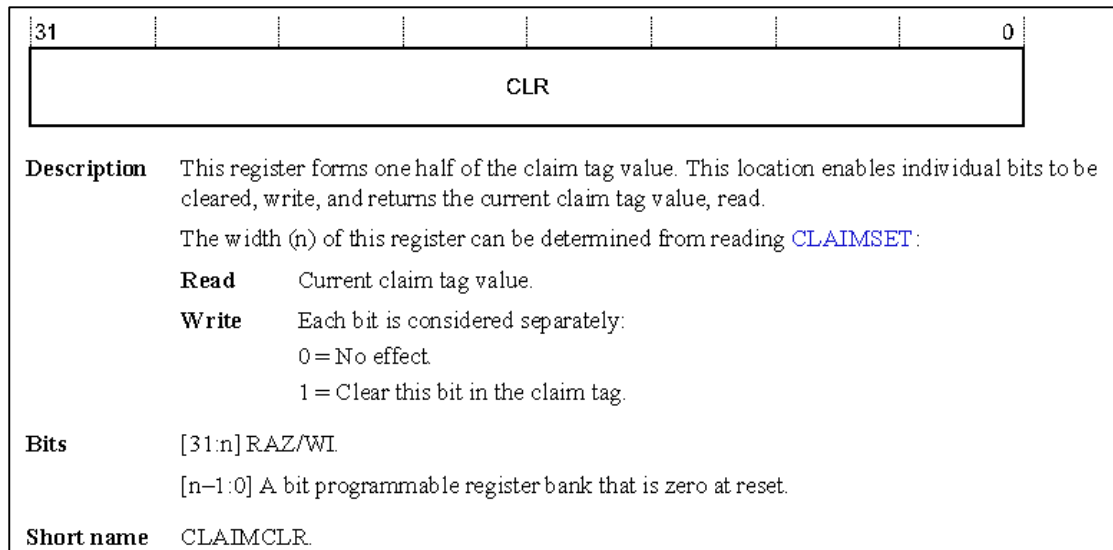 31 0
CLR
Description This register forms one half of the claim tag value. This location enables individual bits to be
cleared, write, and returns the current claim tag value, read.
The width (n) of this register can be determined from reading CLAIMSET:
Read Current claim tag value.
Write Each bit is considered separately:
0 = No effect.
1 = Clear this bit in the claim tag.
Bits [31:n] RAZ/WI.
[n–1:0] A bit programmable register bank that is zero at reset.
Short name CLAIMCLR.